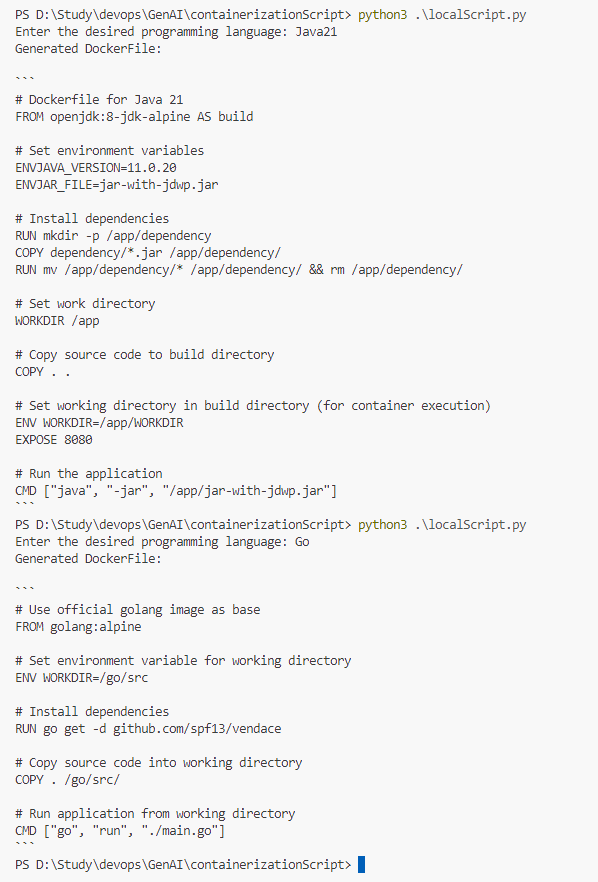 PS D:\Study\devops\GenAI\containerizationScript> python3 .\localScript.py
Enter the desired programming language: Java21
Generated DockerFile:
```
# Dockerfile for Java 21
FROM openjdk:8-jdk-alpine AS build
# Set environment variables
ENVJAVA_VERSION=11.0.20
ENVJAR_FILE=jar-with-jdwp.jar
# Install dependencies
RUN mkdir -p /app/dependency
COPY dependency/*.jar /app/dependency/
RUN mv /app/dependency/* /app/dependency/ && rm /app/dependency/
# Set work directory
WORKDIR /app
# Copy source code to build directory
COPY . .
# Set working directory in build directory (for container execution)
ENV WORKDIR=/app/WORKDIR
EXPOSE 8080
# Run the application
CMD ["java", "-jar", "/app/jar-with-jdwp.jar"]
```
PS D:\Study\devops\GenAI\containerizationScript> python3 .\localScript.py
Enter the desired programming language: Go
Generated DockerFile:
```
# Use official golang image as base
FROM golang:alpine
# Set environment variable for working directory
ENV WORKDIR=/go/src
# Install dependencies
RUN go get -d github.com/spf13/vendace
# Copy source code into working directory
COPY . /go/src/
# Run application from working directory
CMD ["go", "run", "./main.go"]
```
PS D:\Study\devops\GenAI\containerizationScript>